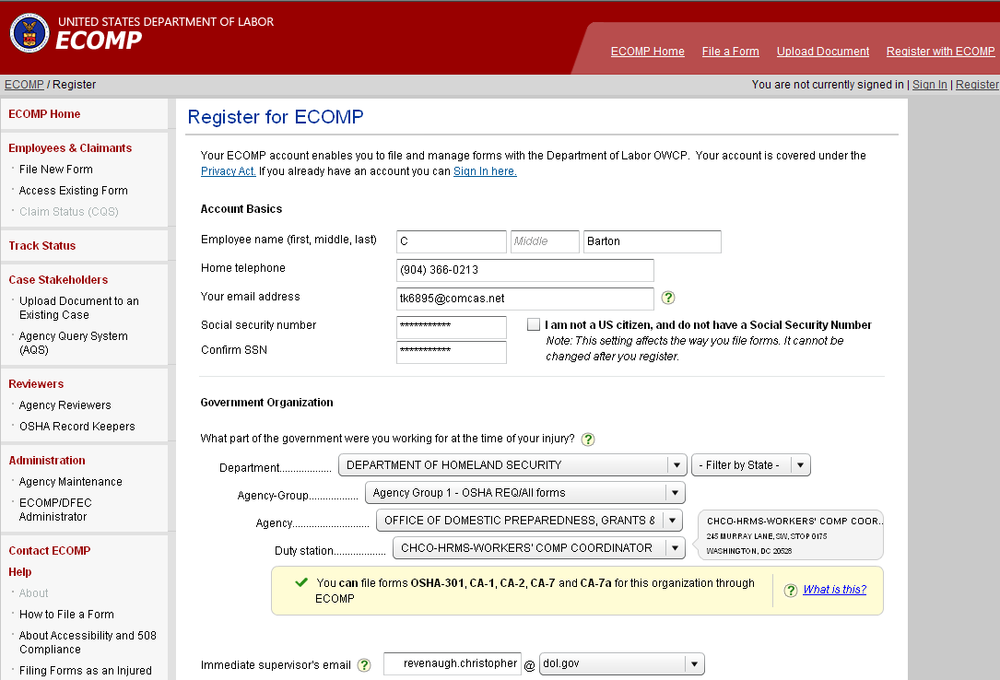 UNITED STATES DEPARTMENT OF LABOR
ECOMP
ECOMP Home File a Form Upload Document Register with ECOMP
ECOMP / Register
You are not currently signed in | Sign In | Register
ECOMP Home
Employees & Claimants
File New Form
Access Existing Form
Claim Status (CQS)
Track Status
Case Stakeholders
Upload Document to an
Existing Case
Agency Query System
(AQS)
Reviewers
Agency Reviewers
OSHA Record Keepers
Administration
Agency Maintenance
ECOMP/DFEC
Administrator
Contact ECOMP
Help
About
How to File a Form
About Accessibility and 508
Compliance
Filing Forms as an Injured
Register for ECOMP
Your ECOMP account enables you to file and manage forms with the Department of Labor OWCP. Your account is covered under the
Privacy Act. If you already have an account you can Sign In here.
Account Basics
Employee name (first, middle, last) C Middle Barton
Home telephone (904) 366-0213
Your email address tk6895@comcas.net ?
Social security number ***********
Confirm SSN ***********
I am not a US citizen, and do not have a Social Security Number
Note: This setting affects the way you file forms. It cannot be
changed after you register.
Government Organization
What part of the government were you working for at the time of your injury? ?
Department................... DEPARTMENT OF HOMELAND SECURITY - Filter by State -
Agency-Group.................. Agency Group 1 - OSHA REQ/All forms
Agency............................ OFFICE OF DOMESTIC PREPAREDNESS, GRANTS &
Duty station................... CHCO-HRMS-WORKERS' COMP COORDINATOR
CHCO-HRMS-WORKERS' COMP COOR..
245 MURRAY LANE, SW, STOP 0175
WASHINGTON, DC 20528
You can file forms OSHA-301, CA-1, CA-2, CA-7 and CA-7a for this organization through
ECOMP
? What is this?
Immediate supervisor's email ? revenaugh.christopher @ dol.gov